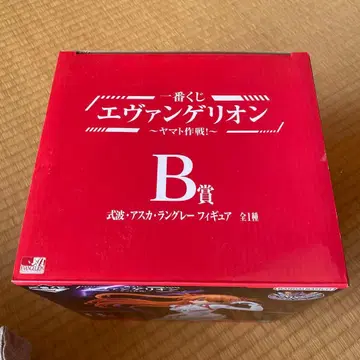 一番くじ
エヴァンゲリオン
～ヤマト作戦!～
B賞
式波・アスカ・ラングレー フィギュア 全1種
EVANGELION